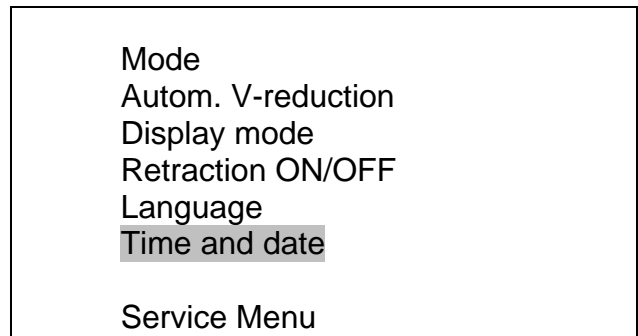 Mode
Autom. V-reduction
Display mode
Retraction ON/OFF
Language
Time and date
Service Menu